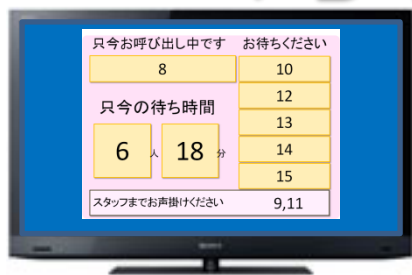 只今お呼び出し中です
8
只今の待ち時間
6人 18分
お待ちください
10
12
13
14
15
スタッフまでお声掛けください 9,11